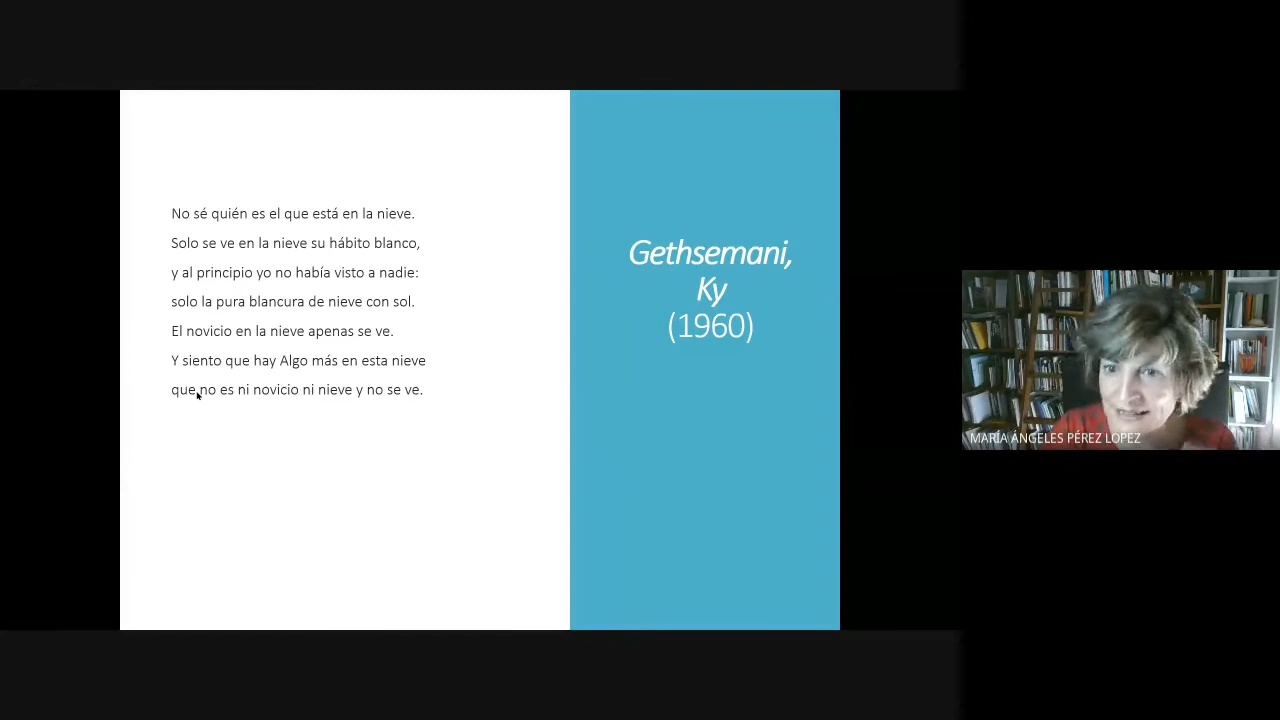 No sé quién es el que está en la nieve.
Solo se ve en la nieve su hábito blanco,
y al principio yo no había visto a nadie:
solo la pura blancura de nieve con sol.
El novicio en la nieve apenas se ve.
Y siento que hay Algo más en esta nieve
que no es ni novicio ni nieve y no se ve.
Gethsemani,
Ky
(1960)
MARÍA ÁNGELES PÉREZ LOPEZ